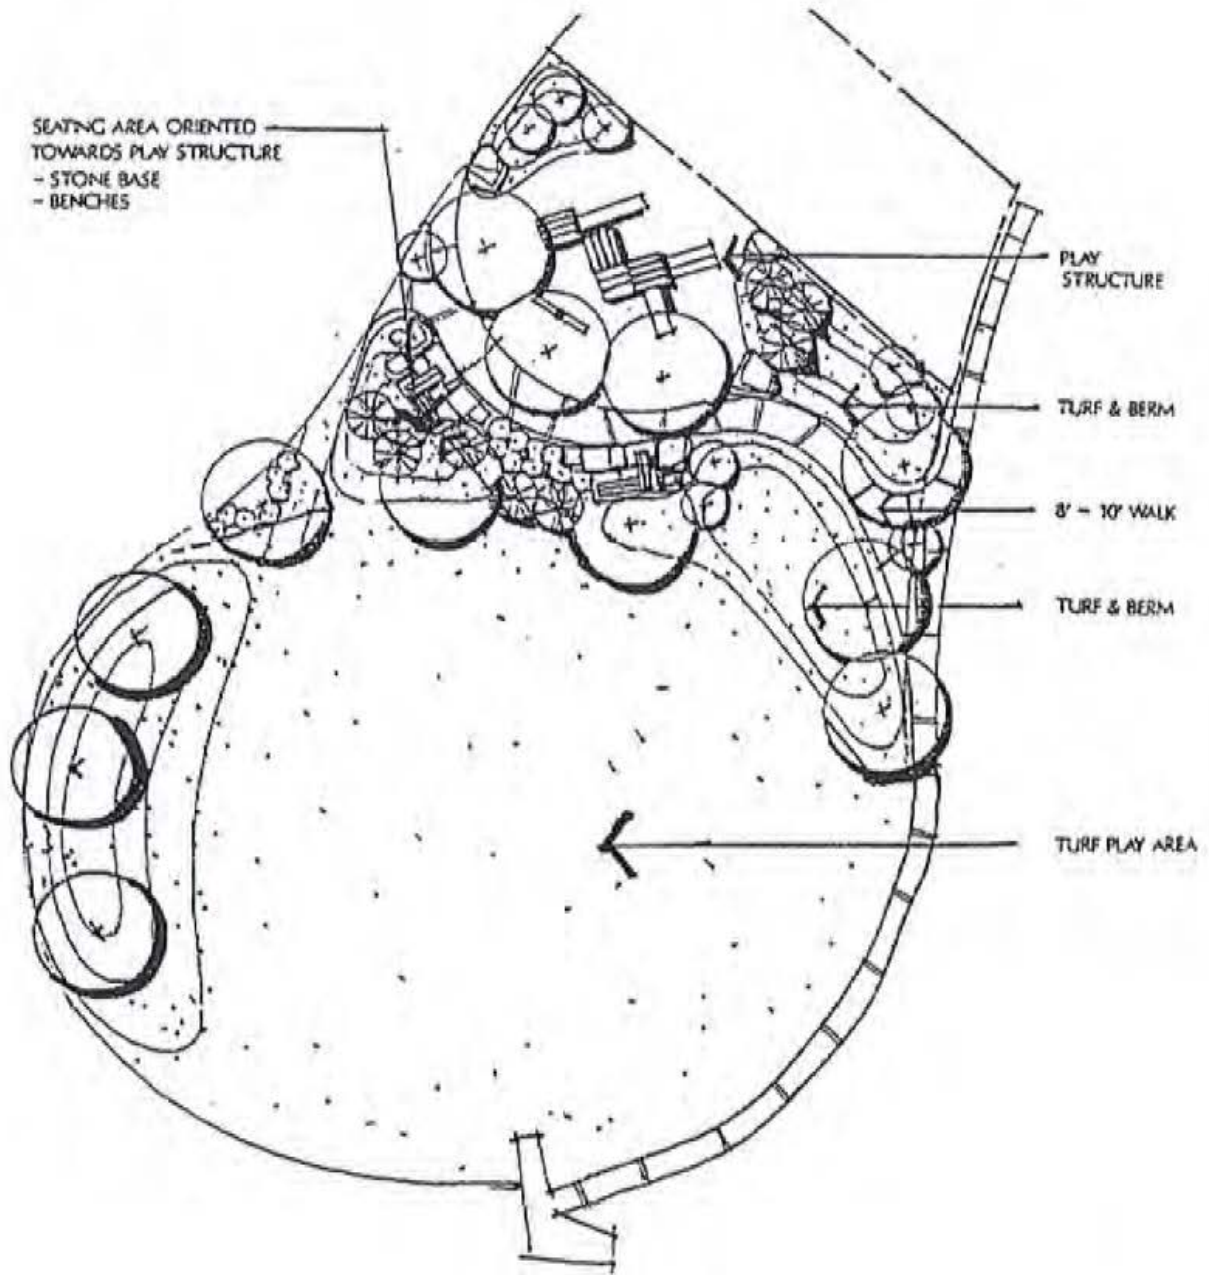 SEATING AREA ORIENTED
TOWARDS PLAY STRUCTURE
- STONE BASE
- BENCHES
PLAY
STRUCTURE
TURF & BERM
8' - 10' WALK
TURF & BERM
TURF PLAY AREA